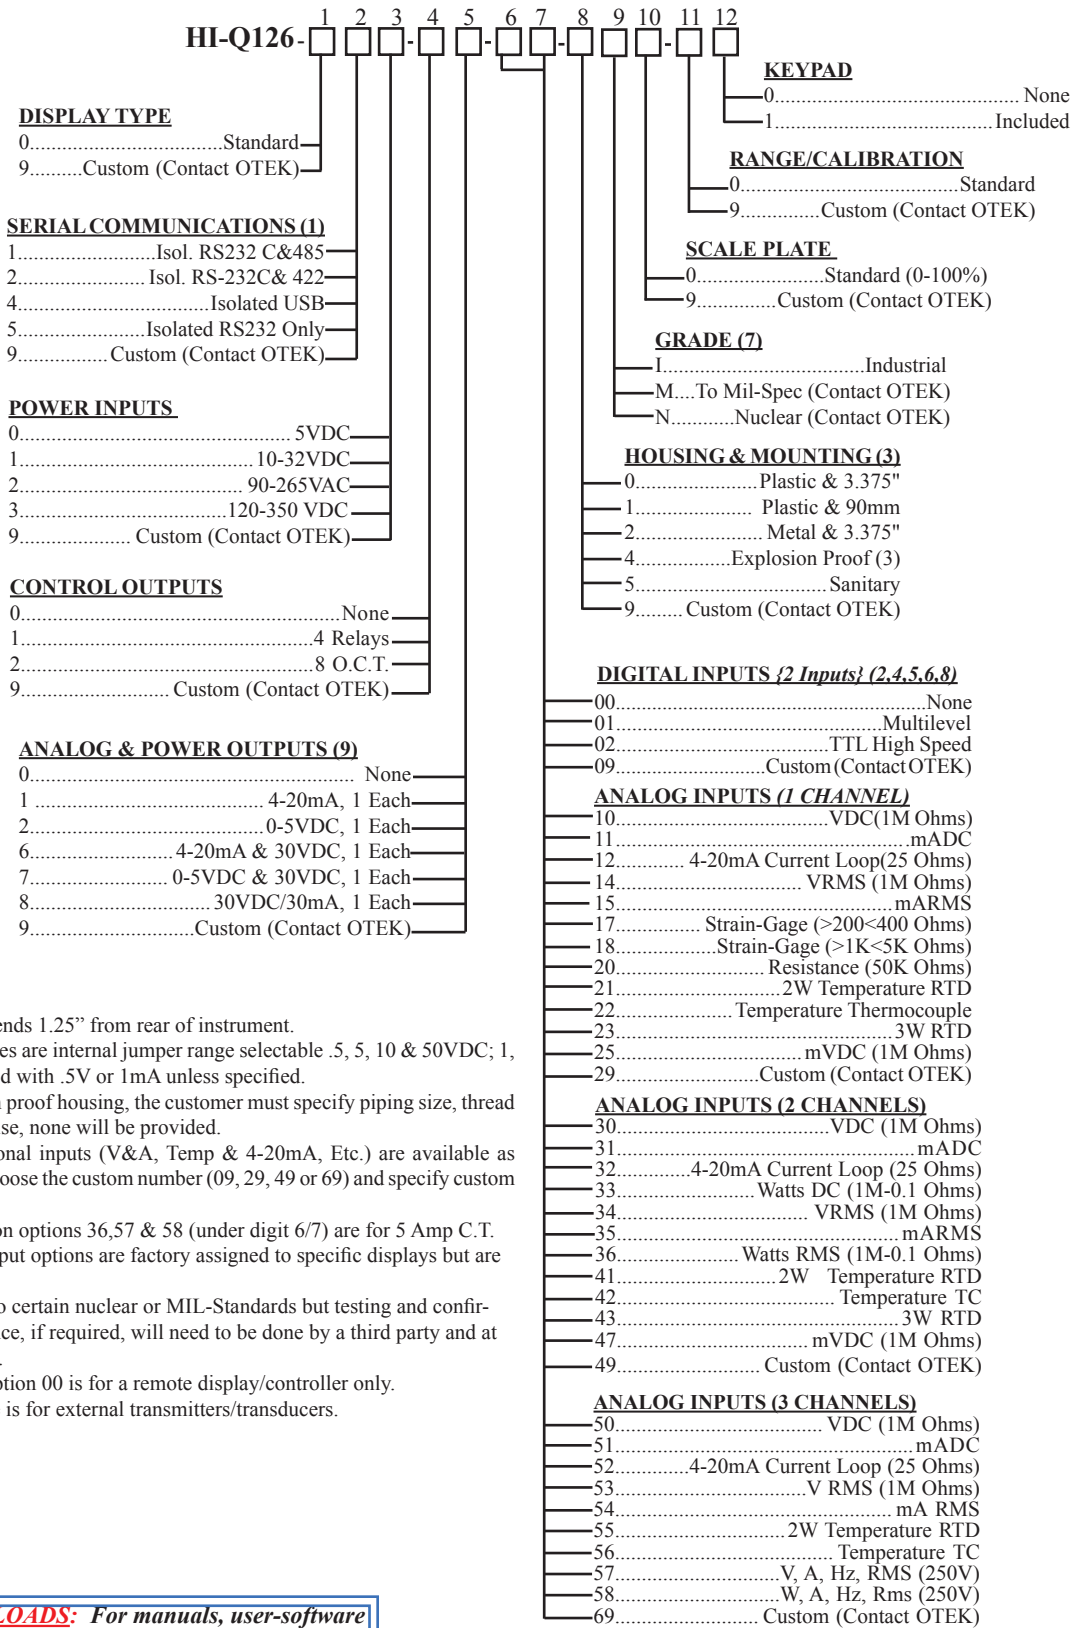 1 2 3 4 5 6 7 8 9 10 11 12
HI-Q126- - - - -
DISPLAY TYPE
0...................................Standard
9..........Custom (Contact OTEK)
SERIAL COMMUNICATIONS (1)
1.........................Isol. RS232 C&485
2....................... Isol. RS-232C& 422
4...................................Isolated USB
5.......................Isolated RS232 Only
9................Custom (Contact OTEK)
POWER INPUTS
0.................................................. 5VDC
1...........................................10-32VDC
2......................................... 90-265VAC
3......................................120-350 VDC
9.................... Custom (Contact OTEK)
CONTROL OUTPUTS
0...........................................................None
1......................................................4 Relays
2......................................................8 O.C.T.
9........................... Custom (Contact OTEK)
ANALOG & POWER OUTPUTS (9)
0........................................................... None
1 .......................................... 4-20mA, 1 Each
2...........................................0-5VDC, 1 Each
6.......................... 4-20mA & 30VDC, 1 Each
7......................... 0-5VDC & 30VDC, 1 Each
8.................................30VDC/30mA, 1 Each
9..............................Custom (Contact OTEK)
ends 1.25” from rear of instrument.
es are internal jumper range selectable .5, 5, 10 & 50VDC; 1,
d with .5V or 1mA unless specified.
n proof housing, the customer must specify piping size, thread
ise, none will be provided.
onal inputs (V&A, Temp & 4-20mA, Etc.) are available as
oose the custom number (09, 29, 49 or 69) and specify custom
on options 36,57 & 58 (under digit 6/7) are for 5 Amp C.T.
put options are factory assigned to specific displays but are
o certain nuclear or MIL-Standards but testing and confir-
nce, if required, will need to be done by a third party and at
.
ption 00 is for a remote display/controller only.
is for external transmitters/transducers.
LOADS: For manuals, user-software
KEYPAD
0............................................. None
1........................................Included
RANGE/CALIBRATION
0........................................Standard
9...............Custom (Contact OTEK)
SCALE PLATE
0.........................Standard (0-100%)
9...............Custom (Contact OTEK)
GRADE (7)
I.....................................Industrial
M....To Mil-Spec (Contact OTEK)
N............Nuclear (Contact OTEK)
HOUSING & MOUNTING (3)
0......................Plastic & 3.375"
1..................... Plastic & 90mm
2....................... Metal & 3.375"
4..................Explosion Proof (3)
5................................... Sanitary
9.........Custom (Contact OTEK)
DIGITAL INPUTS {2 Inputs} (2,4,5,6,8)
00.........................................................None
01.................................................Multilevel
02.......................................TTL High Speed
09............................Custom (Contact OTEK)
ANALOG INPUTS (1 CHANNEL)
10.......................................VDC(1M Ohms)
11......................................................mADC
12............. 4-20mA Current Loop(25 Ohms)
14................................... VRMS (1M Ohms)
15...................................................mARMS
17................ Strain-Gage (>200<400 Ohms)
18...................Strain-Gage (>1K<5K Ohms)
20............................Resistance (50K Ohms)
21...............................2W Temperature RTD
22......................Temperature Thermocouple
23...................................................3W RTD
25...................................mVDC (1M Ohms)
29...........................Custom (Contact OTEK)
ANALOG INPUTS (2 CHANNELS)
30.......................................VDC (1M Ohms)
31.......................................................mADC
32.............4-20mA Current Loop (25 Ohms)
33..........................Watts DC (1M-0.1 Ohms)
34.....................................VRMS (1M Ohms)
35.....................................................mARMS
36.......................Watts RMS (1M-0.1 Ohms)
41..............................2W Temperature RTD
42.........................................Temperature TC
43.....................................................3W RTD
47.....................................mVDC (1M Ohms)
49............................ Custom (Contact OTEK)
ANALOG INPUTS (3 CHANNELS)
50....................................... VDC (1M Ohms)
51.......................................................mADC
52.............4-20mA Current Loop (25 Ohms)
53....................................V RMS (1M Ohms)
54.................................................... mA RMS
55................................2W Temperature RTD
56......................................... Temperature TC
57...............................V, A, Hz, RMS (250V)
58...............................W, A, Hz, Rms (250V)
69........................... Custom (Contact OTEK)